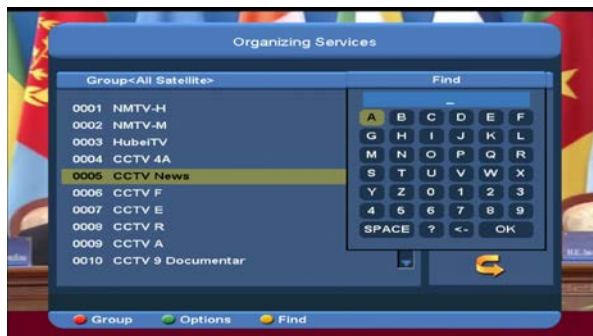 Organizing Services
Group<All Satellite>
Find
0001 NMTV-H
0002 NMTV-M
0003 HubeiTV
0004 CCTV 4A
0005 CCTV News
0006 CCTV F
0007 CCTV E
0008 CCTV R
0009 CCTV A
0010 CCTV 9 Documentar
_
A B C D E F
G H I J K L
M N O P Q R
S T U V W X
Y Z 0 1 2 3
4 5 6 7 8 9
SPACE ? <- OK
Group Options Find